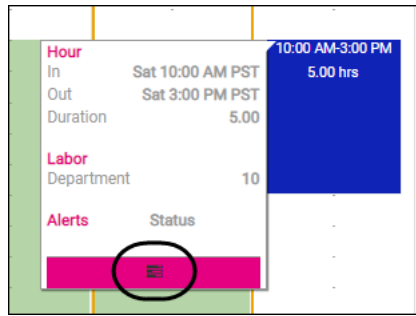 Hour
In Sat 10:00 AM PST
Out Sat 3:00 PM PST
Duration 5.00
Labor
Department 10
Alerts Status
10:00 AM-3:00 PM
5.00 hrs